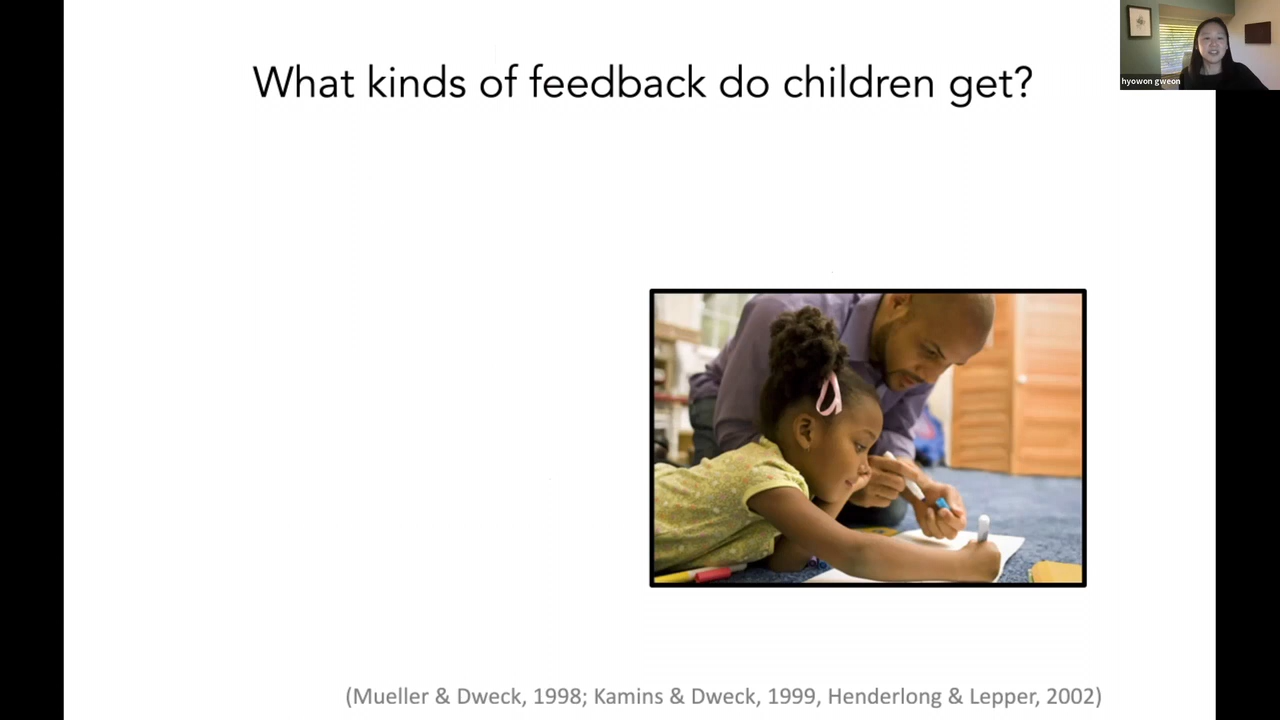 What kinds of feedback do children get?
hyowon gweon
(Mueller & Dweck, 1998; Kamins & Dweck, 1999, Henderlong & Lepper, 2002)